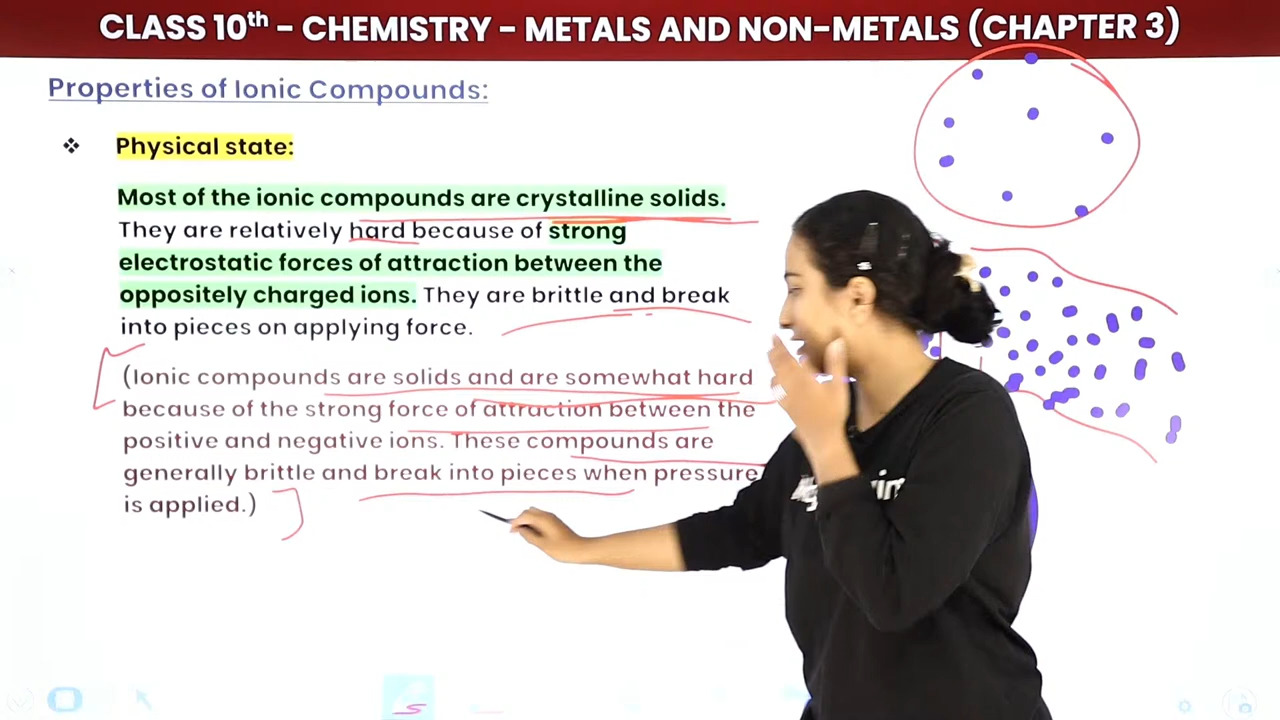 CLASS 10th - CHEMISTRY - METALS AND NON-METALS (CHAPTER 3)
Properties of Ionic Compounds:
❖ Physical state:
Most of the ionic compounds are crystalline solids.
They are relatively hard because of strong
electrostatic forces of attraction between the
oppositely charged ions. They are brittle and break
into pieces on applying force.
(Ionic compounds are solids and are somewhat hard
because of the strong force of attraction between the
positive and negative ions. These compounds are
generally brittle and break into pieces when pressure
is applied.)